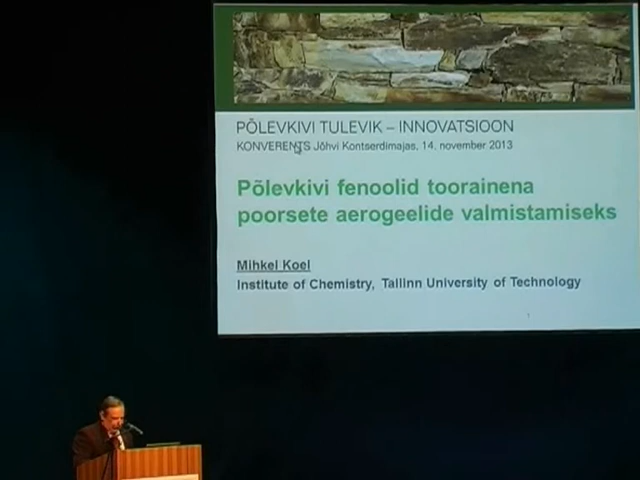 PÕLEVKIVI TULEVIK – INNOVATSIOON
KONVERENTS Jõhvi Kontserdimajas, 14. november 2013
Põlevkivi fenoolid toorainena
poorsete aerogeelide valmistamiseks
Mihkel Koel
Institute of Chemistry, Tallinn University of Technology